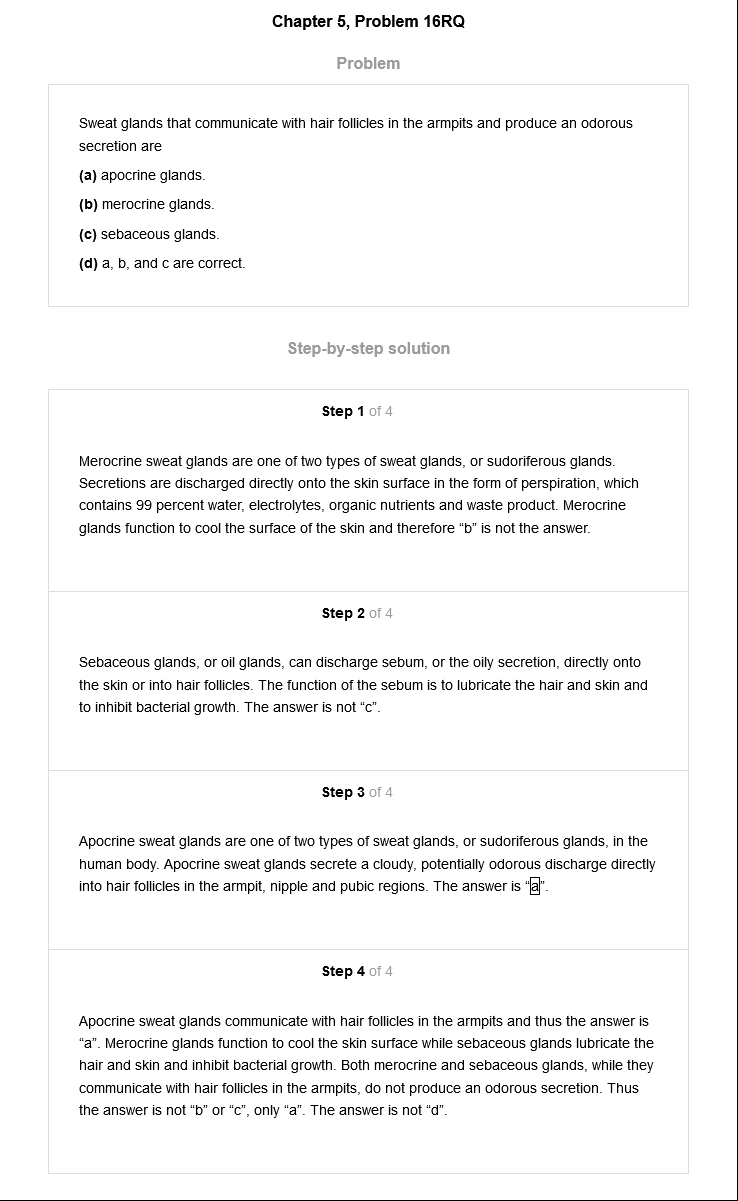 Chapter 5, Problem 16RQ
Problem
Sweat glands that communicate with hair follicles in the armpits and produce an odorous
secretion are
(a) apocrine glands.
(b) merocrine glands.
(c) sebaceous glands.
(d) a, b, and c are correct.
Step-by-step solution
Step 1 of 4
Merocrine sweat glands are one of two types of sweat glands, or sudoriferous glands.
Secretions are discharged directly onto the skin surface in the form of perspiration, which
contains 99 percent water, electrolytes, organic nutrients and waste product. Merocrine
glands function to cool the surface of the skin and therefore “b” is not the answer.
Step 2 of 4
Sebaceous glands, or oil glands, can discharge sebum, or the oily secretion, directly onto
the skin or into hair follicles. The function of the sebum is to lubricate the hair and skin and
to inhibit bacterial growth. The answer is not “c”.
Step 3 of 4
Apocrine sweat glands are one of two types of sweat glands, or sudoriferous glands, in the
human body. Apocrine sweat glands secrete a cloudy, potentially odorous discharge directly
into hair follicles in the armpit, nipple and pubic regions. The answer is “a”.
Step 4 of 4
Apocrine sweat glands communicate with hair follicles in the armpits and thus the answer is
“a”. Merocrine glands function to cool the skin surface while sebaceous glands lubricate the
hair and skin and inhibit bacterial growth. Both merocrine and sebaceous glands, while they
communicate with hair follicles in the armpits, do not produce an odorous secretion. Thus
the answer is not “b” or “c”, only “a”. The answer is not “d”.